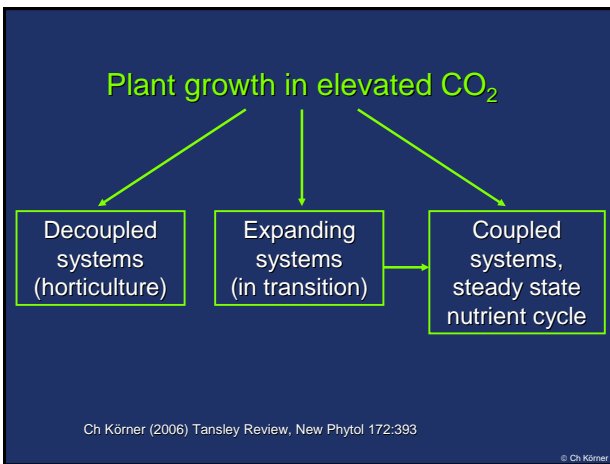 Plant growth in elevated CO₂
Decoupled
systems
(horticulture)
Expanding
systems
(in transition)
Coupled
systems,
steady state
nutrient cycle
Ch Körner (2006) Tansley Review, New Phytol 172:393
© Ch Körner